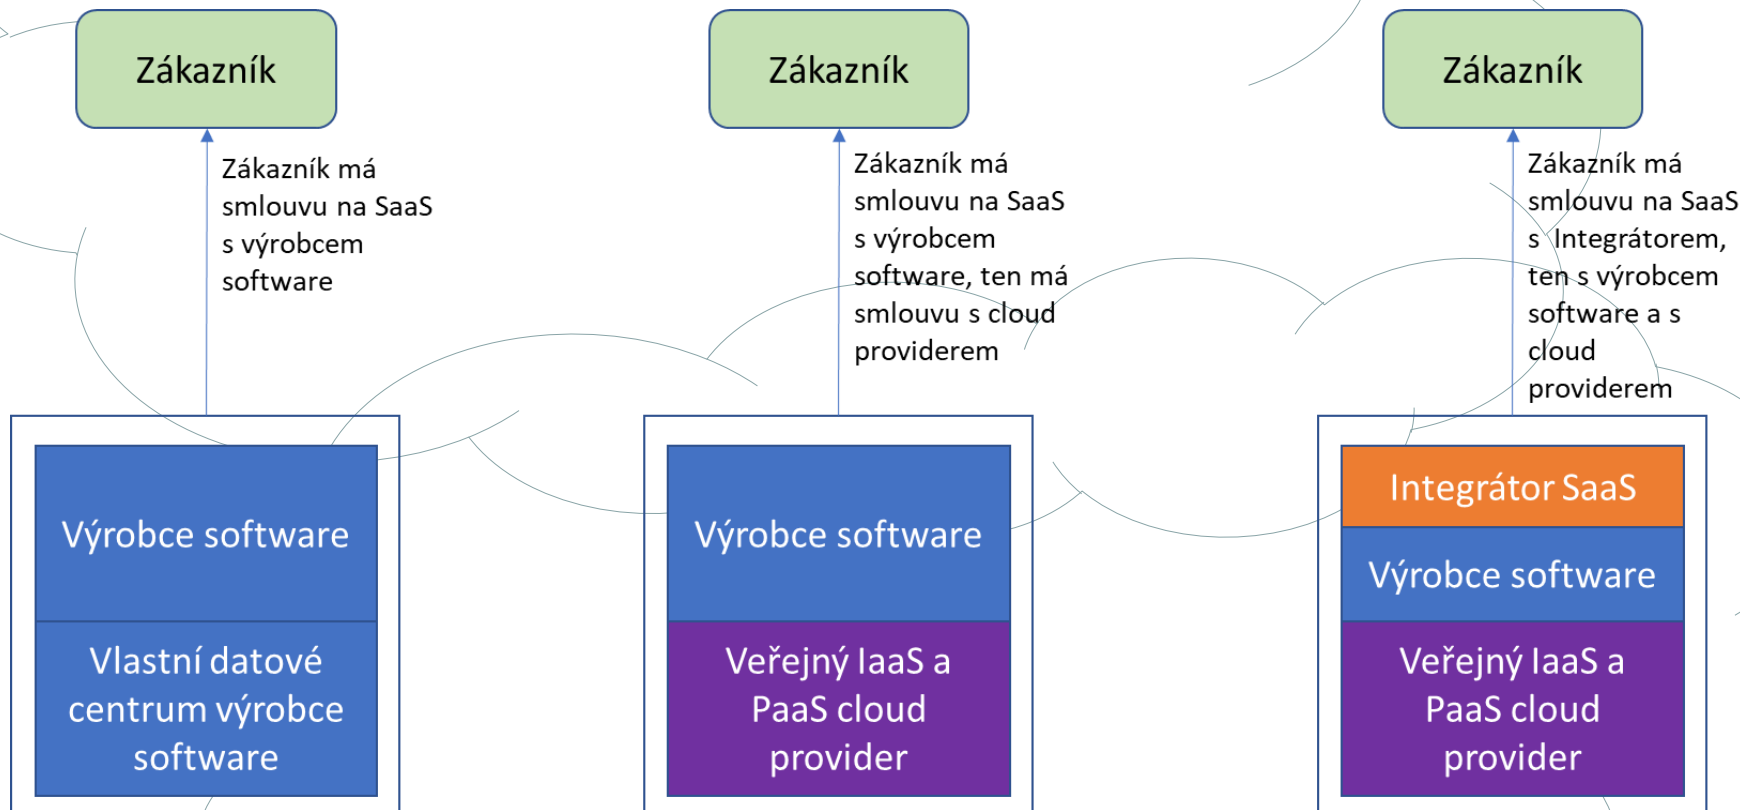 Zákazník
Zákazník má
smlouvu na SaaS
s výrobcem
software
Výrobce software
Vlastní datové
centrum výrobce
software
Zákazník
Zákazník má
smlouvu na SaaS
s výrobcem
software, ten má
smlouvu s cloud
providerem
Výrobce software
Veřejný IaaS a
PaaS cloud
provider
Zákazník
Zákazník má
smlouvu na SaaS
s Integrátorem,
ten s výrobcem
software a s
cloud
providerem
Integrátor SaaS
Výrobce software
Veřejný IaaS a
PaaS cloud
provider